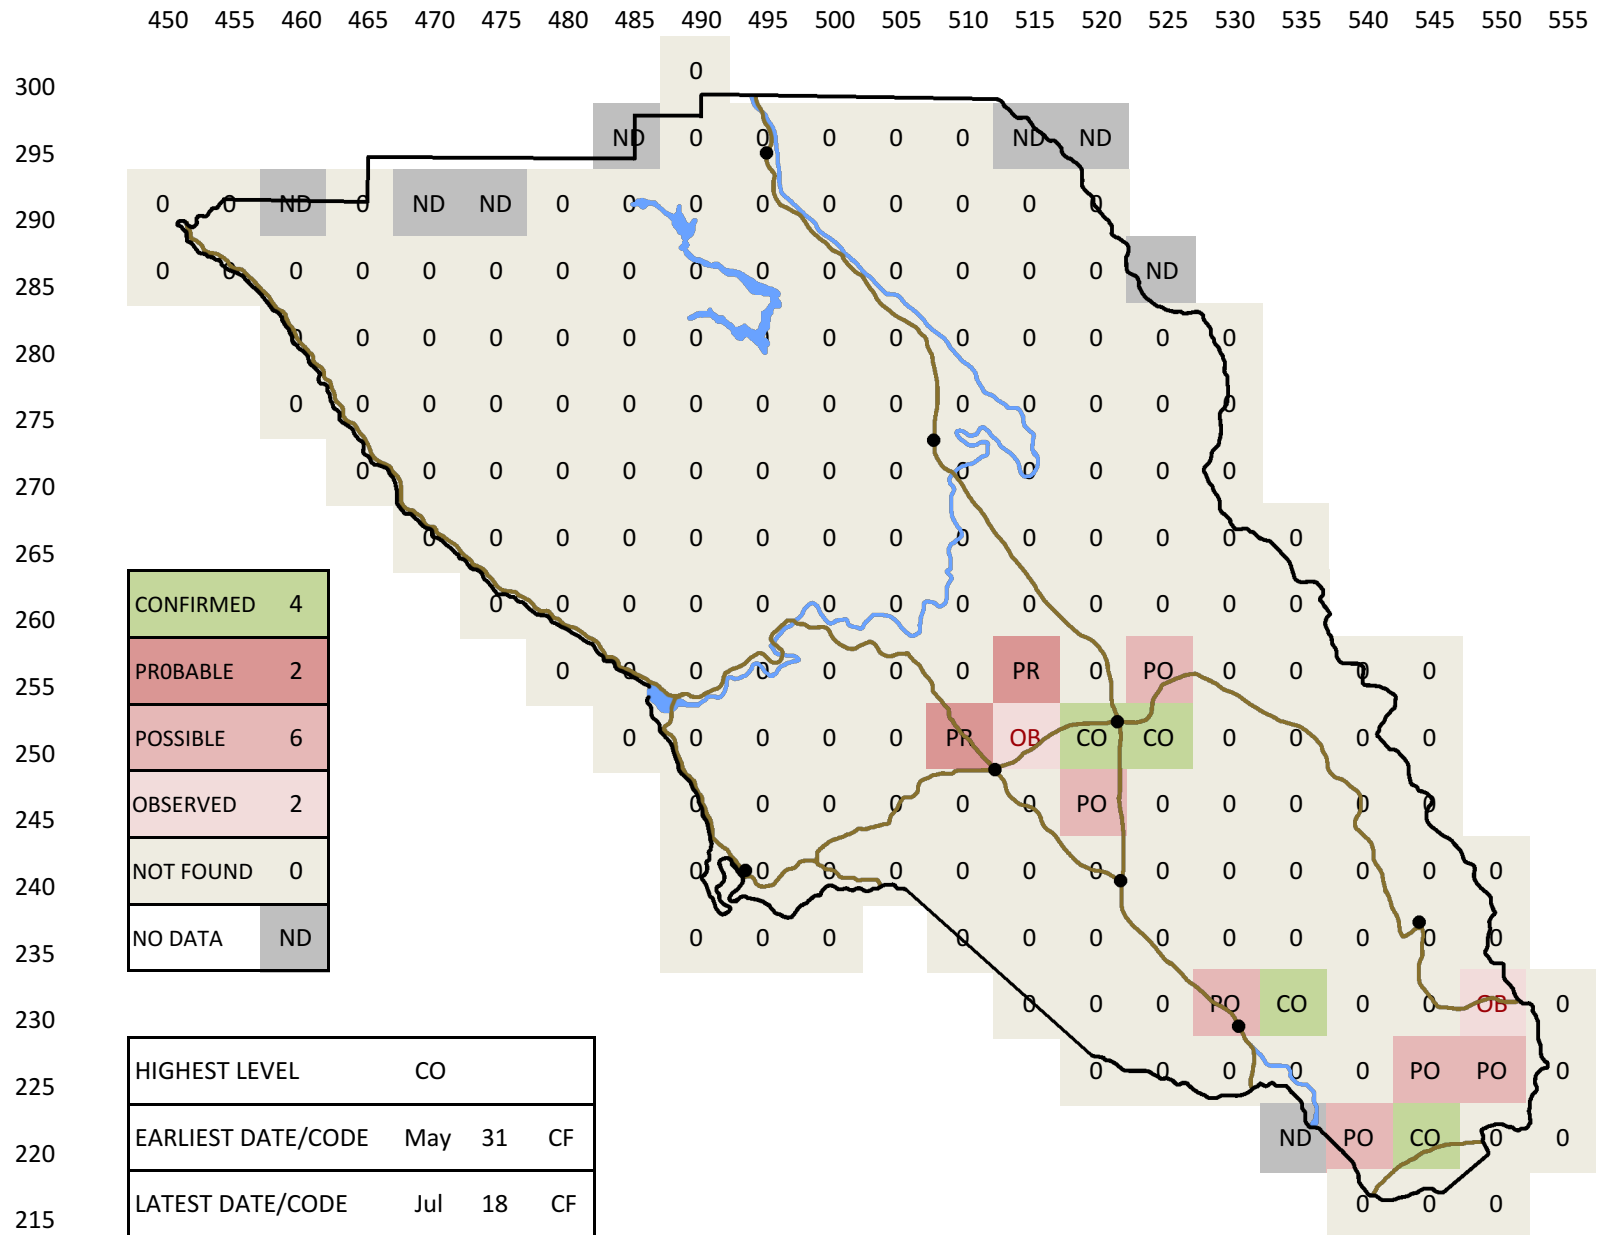 450 455 460 465 470 475 480 485 490 495 500 505 510 515 520 525 530 535 540 545 550 555
300 0
295 ND 0 0 0 0 0 ND ND
290 0 0 ND 0 ND ND 0 0 0 0 0 0 0 0 0
285 0 0 0 0 0 0 0 0 0 0 0 0 0 0 0 ND
280 0 0 0 0 0 0 0 0 0 0 0 0 0 0 0
275 0 0 0 0 0 0 0 0 0 0 0 0 0 0 0
270 0 0 0 0 0 0 0 0 0 0 0 0 0 0
265 0 0 0 0 0 0 0 0 0 0 0 0 0 0
260 CONFIRMED 4 0 0 0 0 0 0 0 0 0 0 0 0 0
255 PR0BABLE 2 0 0 0 0 0 0 0 PR 0 PO 0 0 0 0
250 POSSIBLE 6 0 0 0 0 0 PR OB CO CO 0 0 0 0
245 OBSERVED 2 0 0 0 0 0 0 PO 0 0 0 0 0
240 NOT FOUND 0 0 0 0 0 0 0 0 0 0 0 0 0 0
235 NO DATA ND 0 0 0 0 0 0 0 0 0 0 0 0
230 0 0 0 PO CO 0 0 OB 0
225 HIGHEST LEVEL CO 0 0 0 0 0 PO PO 0
220 EARLIEST DATE/CODE May 31 CF ND PO CO 0 0
215 LATEST DATE/CODE Jul 18 CF 0 0 0